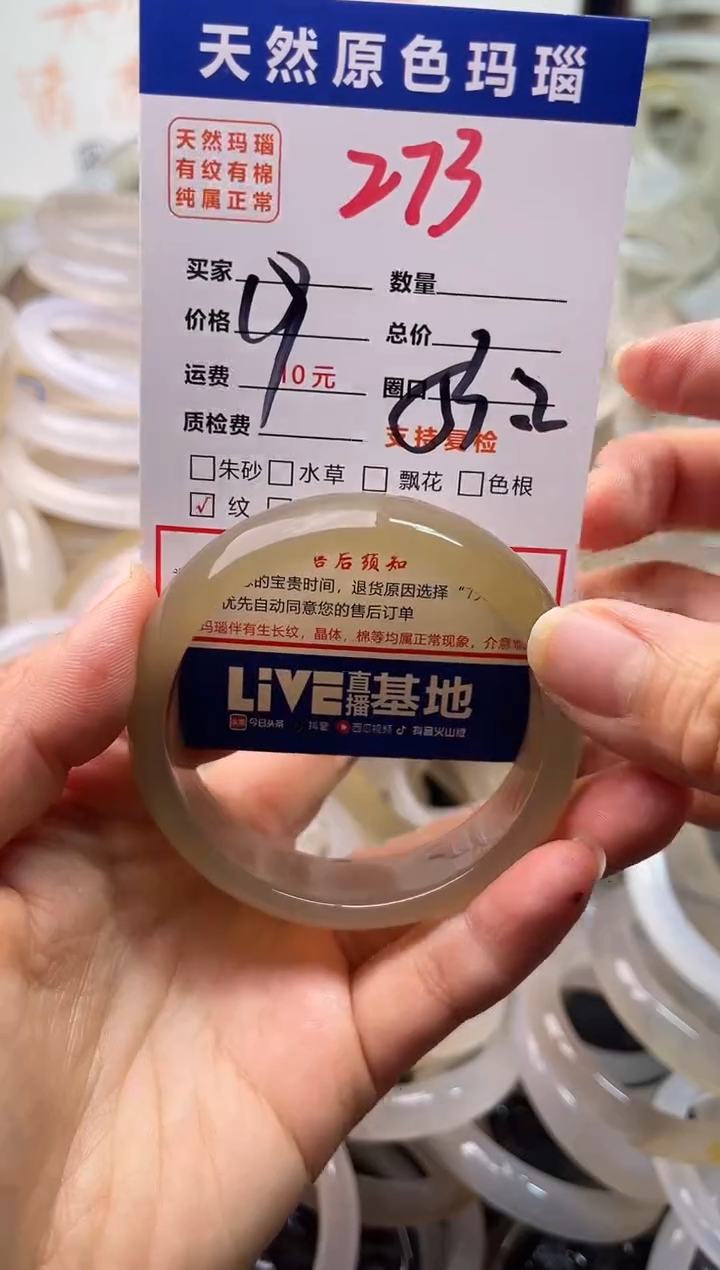 天然原色玛瑙
天然玛瑙
有纹有棉
纯属正常
273
买家
数量
价格
总价
运费 10元
圈口
质检费
支持复检
朱砂 水草 飘花 色根
✓ 纹
售后须知
的宝贵时间，退货原因选择“7
优先自动同意您的售后订单
玛瑙伴有生长纹，晶体，棉等均属正常现象，介意
LiVE直播基地
头条 今日头条 抖音 西瓜视频 抖音火山版